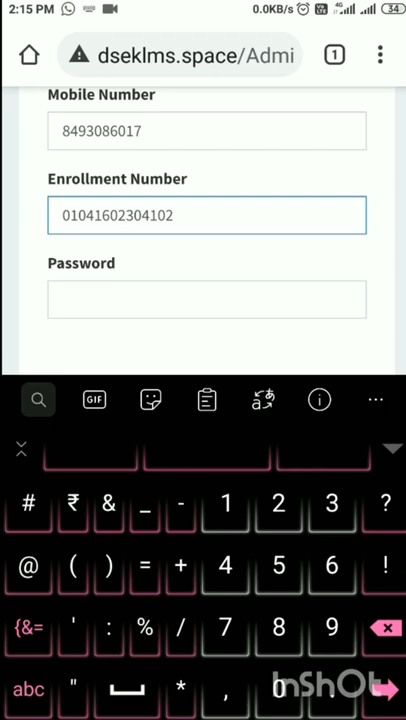 2:15 PM 0.0KB/s 4G 34
dseklms.space/Admi 1
Mobile Number
8493086017
Enrollment Number
01041602304102
Password
GIF
# ₹ & _ - 1 2 3 ?
@ ( ) = + 4 5 6 !
{&= ' : % / 7 8 9
abc " * , 0 .
InShOt